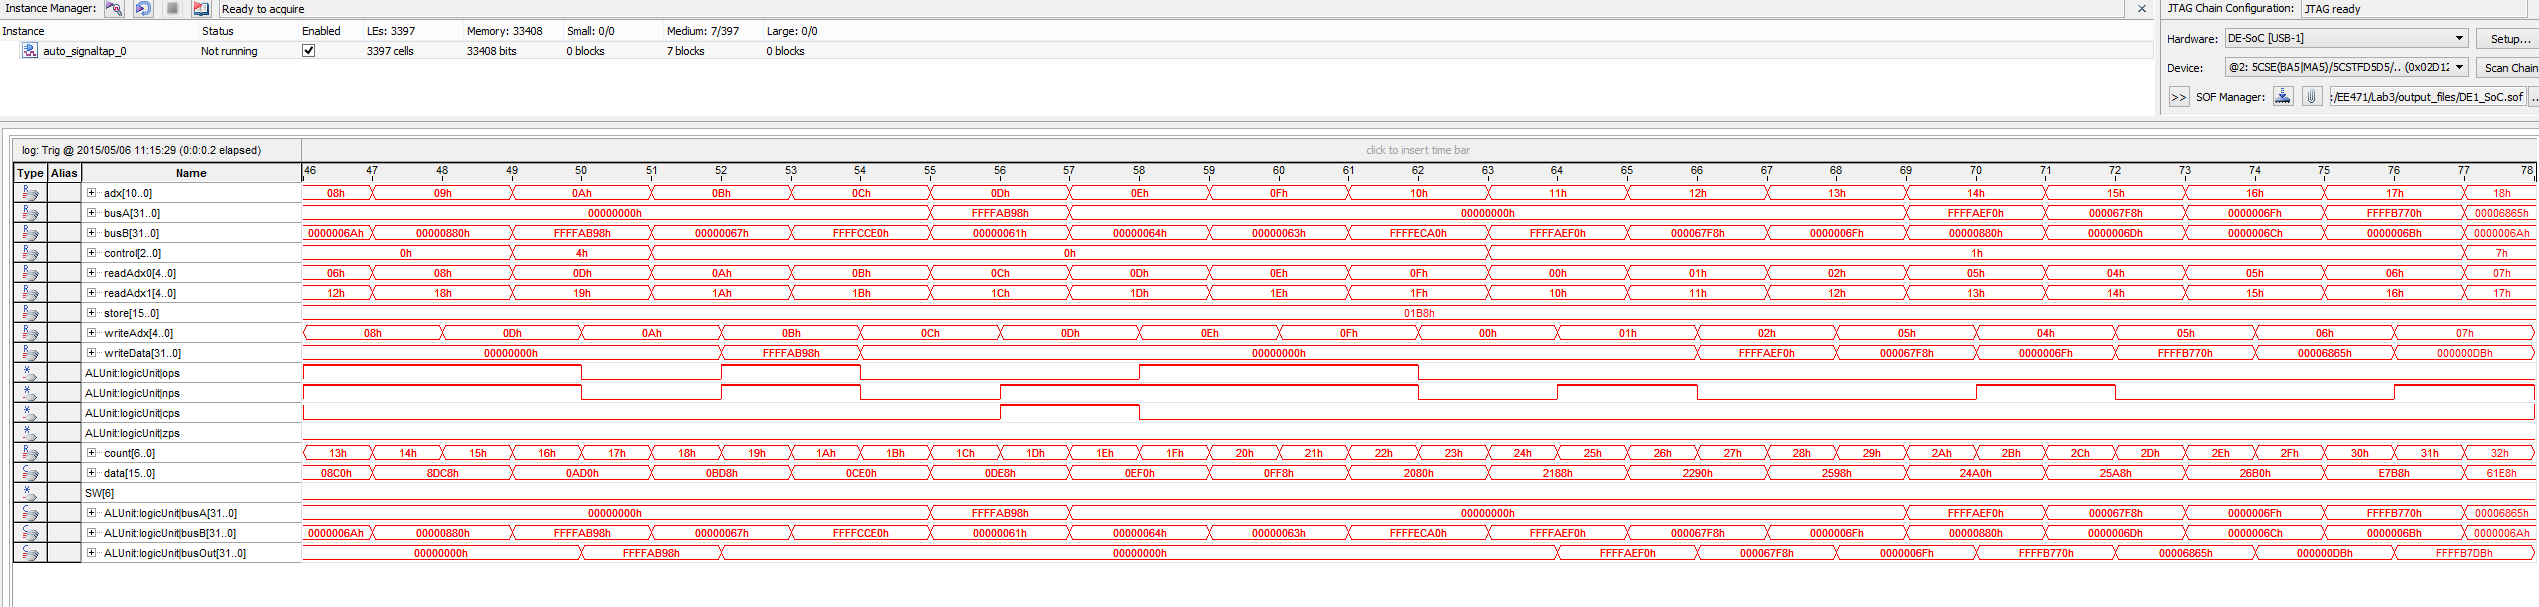 Instance Manager: Ready to acquire
Instance Status Enabled LEs: 3397 Memory: 33408 Small: 0/0 Medium: 7/397 Large: 0/0
auto_signaltap_0 Not running 3397 cells 33408 bits 0 blocks 7 blocks 0 blocks
JTAG Chain Configuration: JTAG ready
Hardware: DE-SoC [USB-1] Setup...
Device: @2: 5CSE(BA5|MA5)/5CSTFD5D5/.. (0x02D12 Scan Chain
>> SOF Manager: :/EE471/Lab3/output_files/DE1_SoC.sof ..
log: Trig @ 2015/05/06 11:15:29 (0:0:0.2 elapsed) click to insert time bar
Type Alias Name 46 47 48 49 50 51 52 53 54 55 56 57 58 59 60 61 62 63 64 65 66 67 68 69 70 71 72 73 74 75 76 77 78
adx[10..0] 08h 09h 0Ah 0Bh 0Ch 0Dh 0Eh 0Fh 10h 11h 12h 13h 14h 15h 16h 17h 18h
busA[31..0] 00000000h FFFFAB98h 00000000h FFFFAEF0h 000067F8h 0000006Fh FFFFB770h 00006865h
busB[31..0] 0000006Ah 00000880h FFFFAB98h 00000067h FFFFCCE0h 00000061h 00000064h 00000063h FFFFECA0h FFFFAEF0h 000067F8h 0000006Fh 00000880h 0000006Dh 0000006Ch 0000006Bh 0000006Ah
control[2..0] 0h 4h 0h 1h 7h
readAdx0[4..0] 06h 08h 0Dh 0Ah 0Bh 0Ch 0Dh 0Eh 0Fh 00h 01h 02h 05h 04h 05h 06h 07h
readAdx1[4..0] 12h 18h 19h 1Ah 1Bh 1Ch 1Dh 1Eh 1Fh 10h 11h 12h 13h 14h 15h 16h 17h
store[15..0] 01B8h
writeAdx[4..0] 08h 0Dh 0Ah 0Bh 0Ch 0Dh 0Eh 0Fh 00h 01h 02h 05h 04h 05h 06h 07h
writeData[31..0] 00000000h FFFFAB98h 00000000h FFFFAEF0h 000067F8h 0000006Fh FFFFB770h 00006865h 000000DBh
ALUnit:logicUnit|ops
ALUnit:logicUnit|nps
ALUnit:logicUnit|cps
ALUnit:logicUnit|zps
count[6..0] 13h 14h 15h 16h 17h 18h 19h 1Ah 1Bh 1Ch 1Dh 1Eh 1Fh 20h 21h 22h 23h 24h 25h 26h 27h 28h 29h 2Ah 2Bh 2Ch 2Dh 2Eh 2Fh 30h 31h 32h
data[15..0] 08C0h 8DC8h 0AD0h 0BD8h 0CE0h 0DE8h 0EF0h 0FF8h 2080h 2188h 2290h 2598h 24A0h 25A8h 26B0h E7B8h 61E8h
SW[6]
ALUnit:logicUnit|busA[31..0] 00000000h FFFFAB98h 00000000h FFFFAEF0h 000067F8h 0000006Fh FFFFB770h 00006865h
ALUnit:logicUnit|busB[31..0] 0000006Ah 00000880h FFFFAB98h 00000067h FFFFCCE0h 00000061h 00000064h 00000063h FFFFECA0h FFFFAEF0h 000067F8h 0000006Fh 00000880h 0000006Dh 0000006Ch 0000006Bh 0000006Ah
ALUnit:logicUnit|busOut[31..0] 00000000h FFFFAB98h 00000000h FFFFAEF0h 000067F8h 0000006Fh FFFFB770h 00006865h 000000DBh FFFFB7DBh